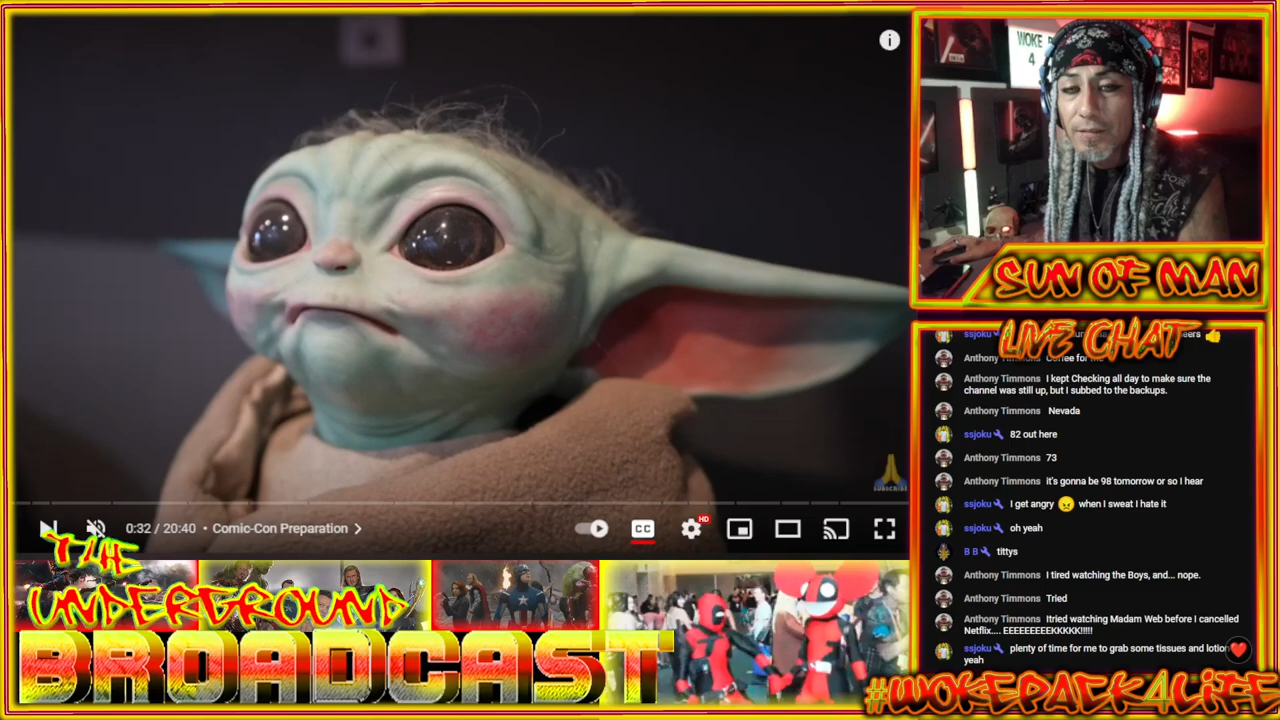 WOKE
4
SUN OF MAN
LIVE CHAT
ssjoku
Anthony Timmons Coffee for me
Anthony Timmons I kept Checking all day to make sure the
channel was still up, but I subbed to the backups.
Anthony Timmons Nevada
ssjoku 82 out here
Anthony Timmons 73
Anthony Timmons it's gonna be 98 tomorrow or so I hear
ssjoku I get angry 😠 when I sweat I hate it
ssjoku oh yeah
B B tittys
Anthony Timmons I tired watching the Boys, and... nope.
Anthony Timmons Tried
Anthony Timmons Itried watching Madam Web before I cancelled
Netflix.... EEEEEEEEEKKKKK!!!!!
ssjoku plenty of time for me to grab some tissues and lotion
yeah
SUBSCRIBE
0:32 / 20:40 • Comic-Con Preparation >
CC
HD
THE
UNDERGROUND
BROADCAST
#WOKEPACK4LIFE